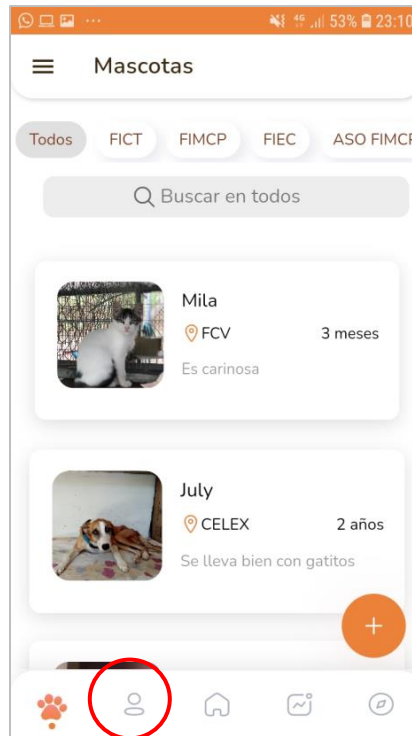 4G 53% 23:10
Mascotas
Todos FICT FIMCP FIEC ASO FIMCP
Buscar en todos
Mila
FCV 3 meses
Es carinosa
July
CELEX 2 años
Se lleva bien con gatitos
+